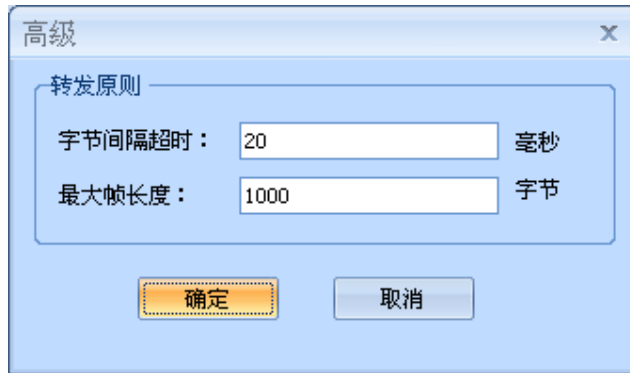 高级
转发原则
字节间隔超时： 20 毫秒
最大帧长度： 1000 字节
确定 取消